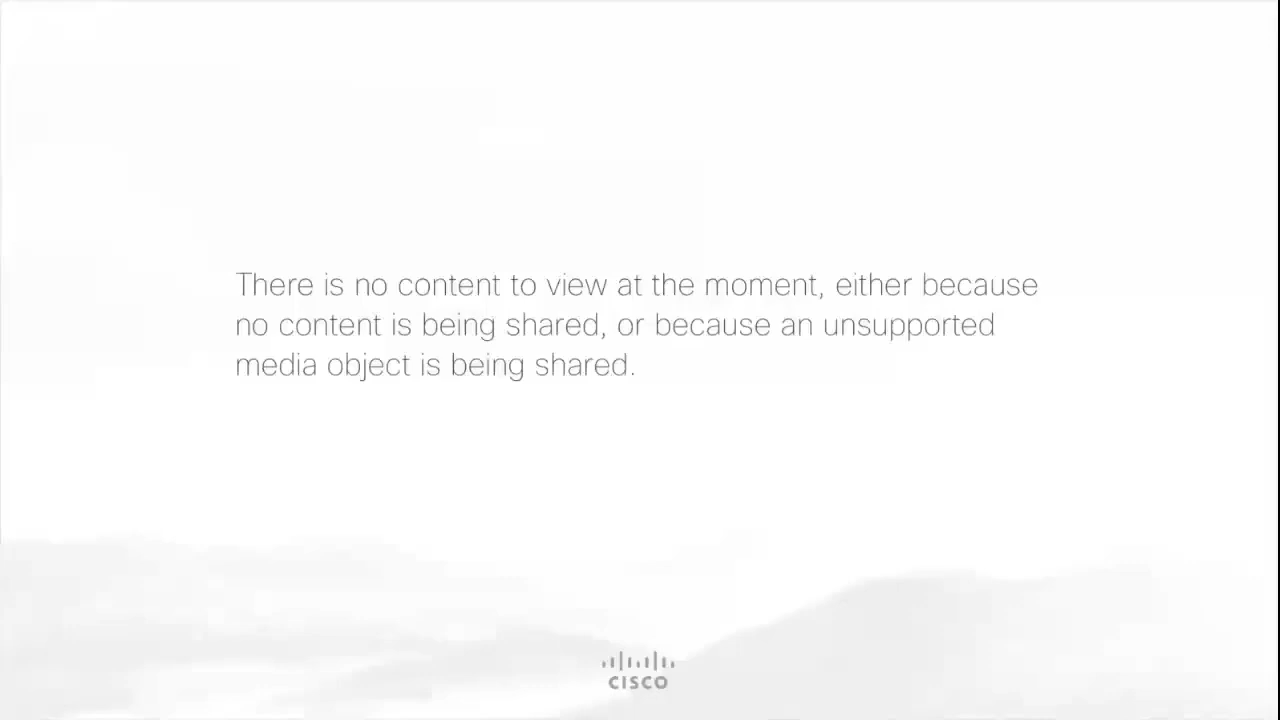 There is no content to view at the moment, either because
no content is being shared, or because an unsupported
media object is being shared.
CISCO